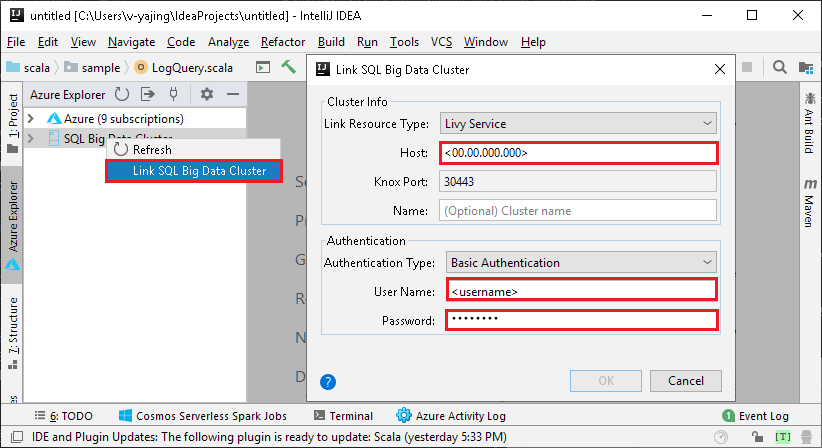 untitled [C:\Users\v-yajing\IdeaProjects\untitled] - IntelliJ IDEA
File Edit View Navigate Code Analyze Refactor Build Run Tools VCS Window Help
scala sample LogQuery.scala
Azure Explorer
Azure (9 subscriptions)
SQL Big Data Cluster
Refresh
Link SQL Big Data Cluster
1: Project
Azure Explorer
7: Structure
Link SQL Big Data Cluster
Cluster Info
Link Resource Type: Livy Service
Host: <00.00.000.000>
Knox Port: 30443
Name: (Optional) Cluster name
Authentication
Authentication Type: Basic Authentication
User Name: <username>
Password: ••••••••
? OK Cancel
Ant Build
m
Maven
6: TODO Cosmos Serverless Spark Jobs Terminal Azure Activity Log 1 Event Log
IDE and Plugin Updates: The following plugin is ready to update: Scala (yesterday 5:33 PM) [T]